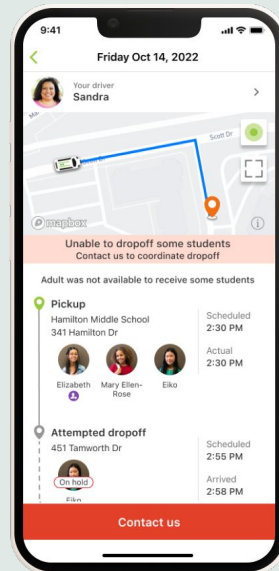 9:41
Friday Oct 14, 2022
Your driver
Sandra
Scott Dr
mapbox
Unable to dropoff some students
Contact us to coordinate dropoff
Adult was not available to receive some students
Pickup
Hamilton Middle School
341 Hamilton Dr
Scheduled
2:30 PM
Actual
2:30 PM
Elizabeth
Mary Ellen-
Rose
Eiko
Attempted dropoff
451 Tamworth Dr
Scheduled
2:55 PM
Arrived
2:58 PM
On hold
Eiko
Contact us